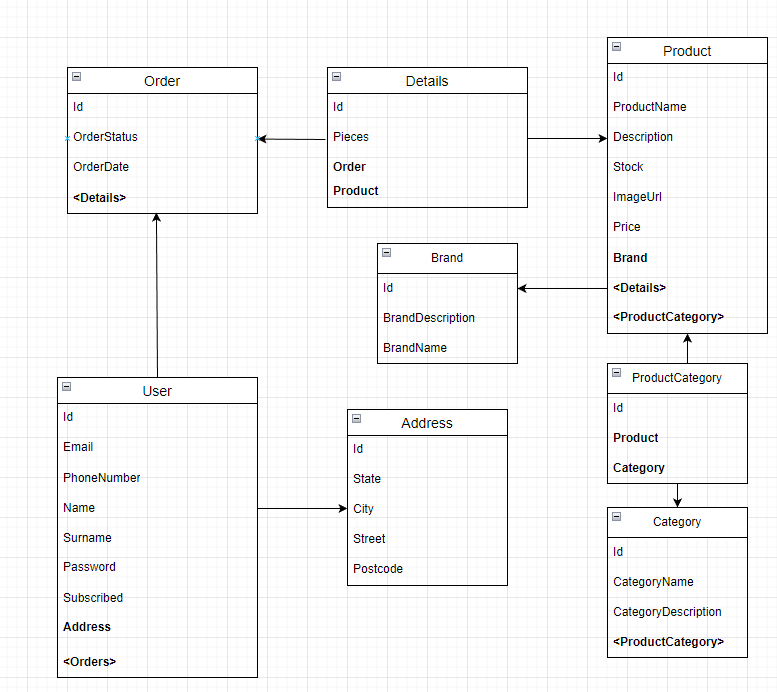 Order
Id
OrderStatus
OrderDate
<Details>
Details
Id
Pieces
Order
Product
Product
Id
ProductName
Description
Stock
ImageUrl
Price
Brand
<Details>
<ProductCategory>
Brand
Id
BrandDescription
BrandName
ProductCategory
Id
Product
Category
User
Id
Email
PhoneNumber
Name
Surname
Password
Subscribed
Address
<Orders>
Address
Id
State
City
Street
Postcode
Category
Id
CategoryName
CategoryDescription
<ProductCategory>